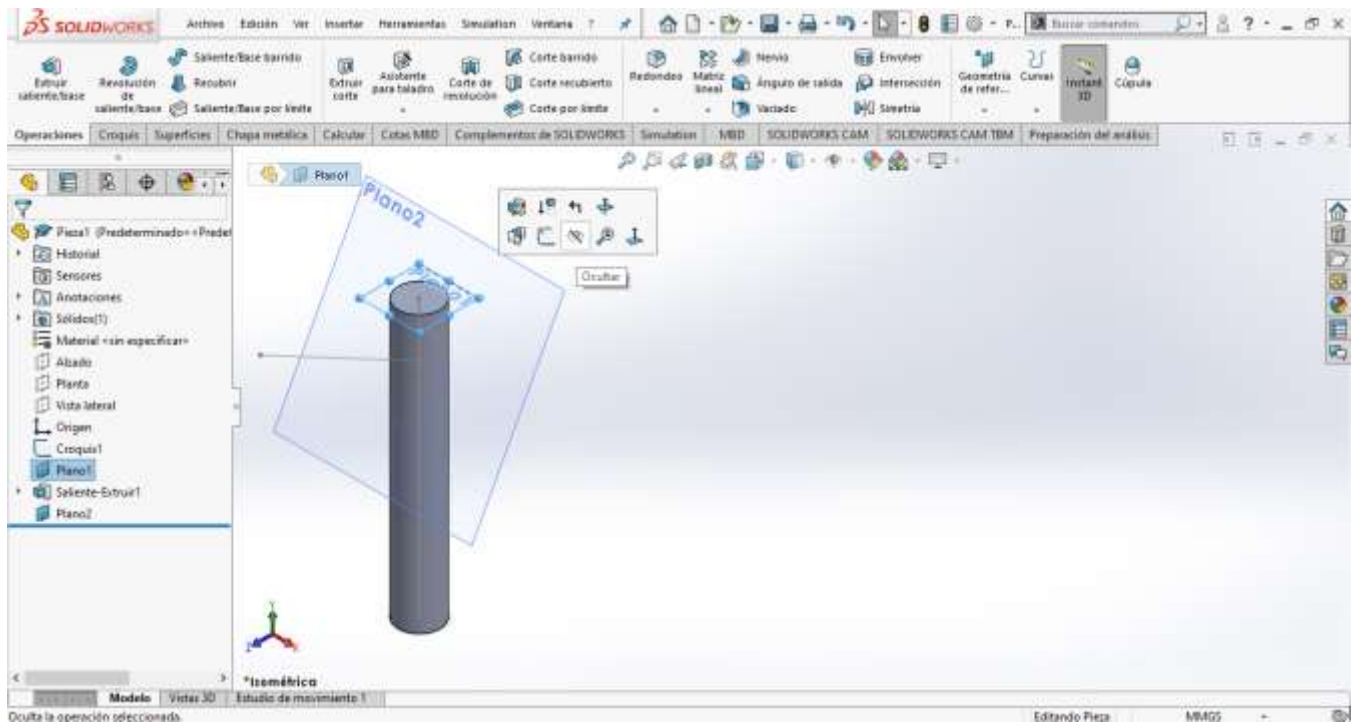 SOLIDWORKS
Archivo Edición Ver Insertar Herramientas Simulation Ventana ?
P... Buscar comandos
Extruir saliente/base
Revolución de saliente/base
Saliente/Base barrido
Recubrir
Saliente/Base por límite
Extruir corte
Asistente para taladro
Corte de revolución
Corte barrido
Corte recubierto
Corte por límite
Redondeo
Matriz lineal
Nervio
Ángulo de salida
Vaciado
Envolver
Intersección
Simetría
Geometría de refer...
Curvas
Instant 3D
Cúpula
Operaciones Croquis Superficies Chapa metálica Calcular Cotas MBD Complementos de SOLIDWORKS Simulation MBD SOLIDWORKS CAM SOLIDWORKS CAM TBM Preparación del análisis
Plano1
Plano2
Ocultar
Pieza1 (Predeterminado<<Predet
Historial
Sensores
Anotaciones
Sólidos(1)
Material <sin especificar>
Alzado
Planta
Vista lateral
Origen
Croquis1
Plano1
Saliente-Extruir1
Plano2
Y
*Isométrica
Modelo Vistas 3D Estudio de movimiento 1
Oculta la operación seleccionada.
Editando Pieza MMGS